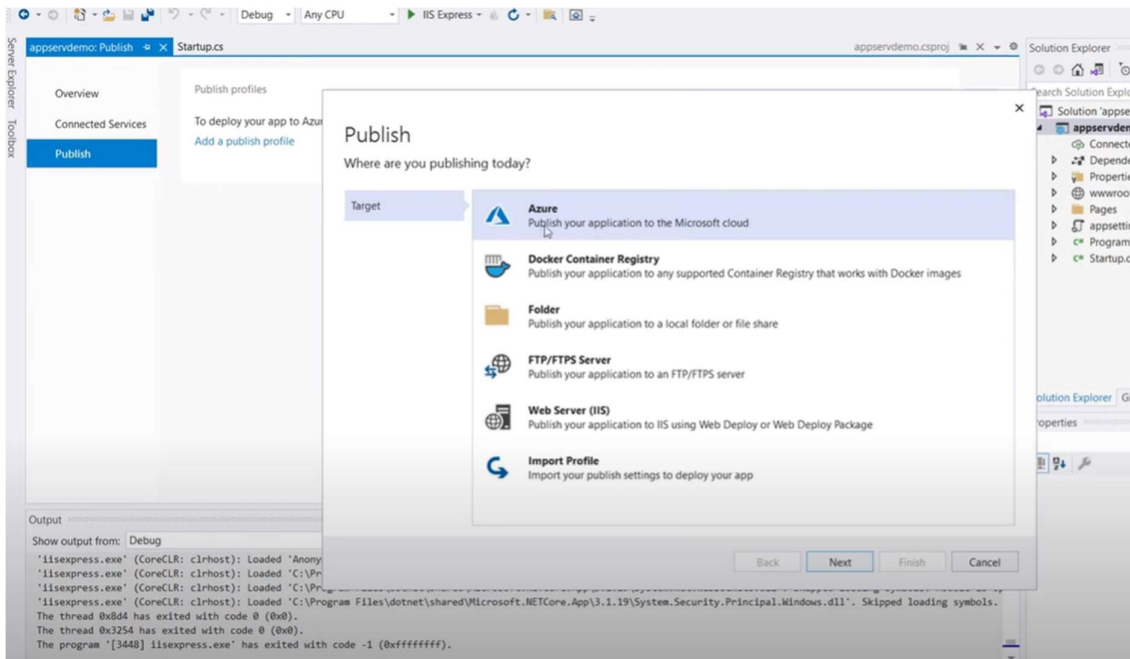 Debug
Any CPU
IIS Express
Server Explorer
Toolbox
appservdemo: Publish
Startup.cs
appservdemo.csproj
Overview
Connected Services
Publish
Publish profiles
To deploy your app to Azur
Add a publish profile
Publish
Where are you publishing today?
Target
Azure
Publish your application to the Microsoft cloud
Docker Container Registry
Publish your application to any supported Container Registry that works with Docker images
Folder
Publish your application to a local folder or file share
FTP/FTPS Server
Publish your application to an FTP/FTPS server
Web Server (IIS)
Publish your application to IIS using Web Deploy or Web Deploy Package
Import Profile
Import your publish settings to deploy your app
Back
Next
Finish
Cancel
Solution Explorer
earch Solution Explo
Solution 'appse
appservden
Connecte
Depende
Propertie
wwwroo
Pages
appsettin
Program
Startup.c
olution Explorer
Gi
roperties
Output
Show output from: Debug
'iisexpress.exe' (CoreCLR: clrhost): Loaded 'Anony
'iisexpress.exe' (CoreCLR: clrhost): Loaded 'C:\Pr
'iisexpress.exe' (CoreCLR: clrhost): Loaded
'iisexpress.exe' (CoreCLR: clrhost): Loaded 'C:\Program Files\dotnet\shared\Microsoft.NETCore.App\3.1.19\System.Security.Principal.Windows.dll'. Skipped loading symbols.
The thread 0x8d4 has exited with code 0 (0x0).
The thread 0x3254 has exited with code 0 (0x0).
The program '[3448] iisexpress.exe' has exited with code -1 (0xffffffff).